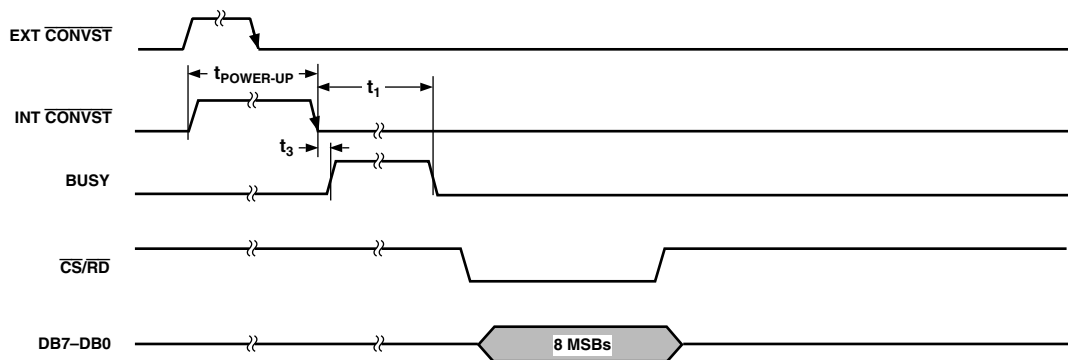 EXT CONVST
tPOWER-UP
t1
INT CONVST
t3
BUSY
CS/RD
DB7–DB0
8 MSBs